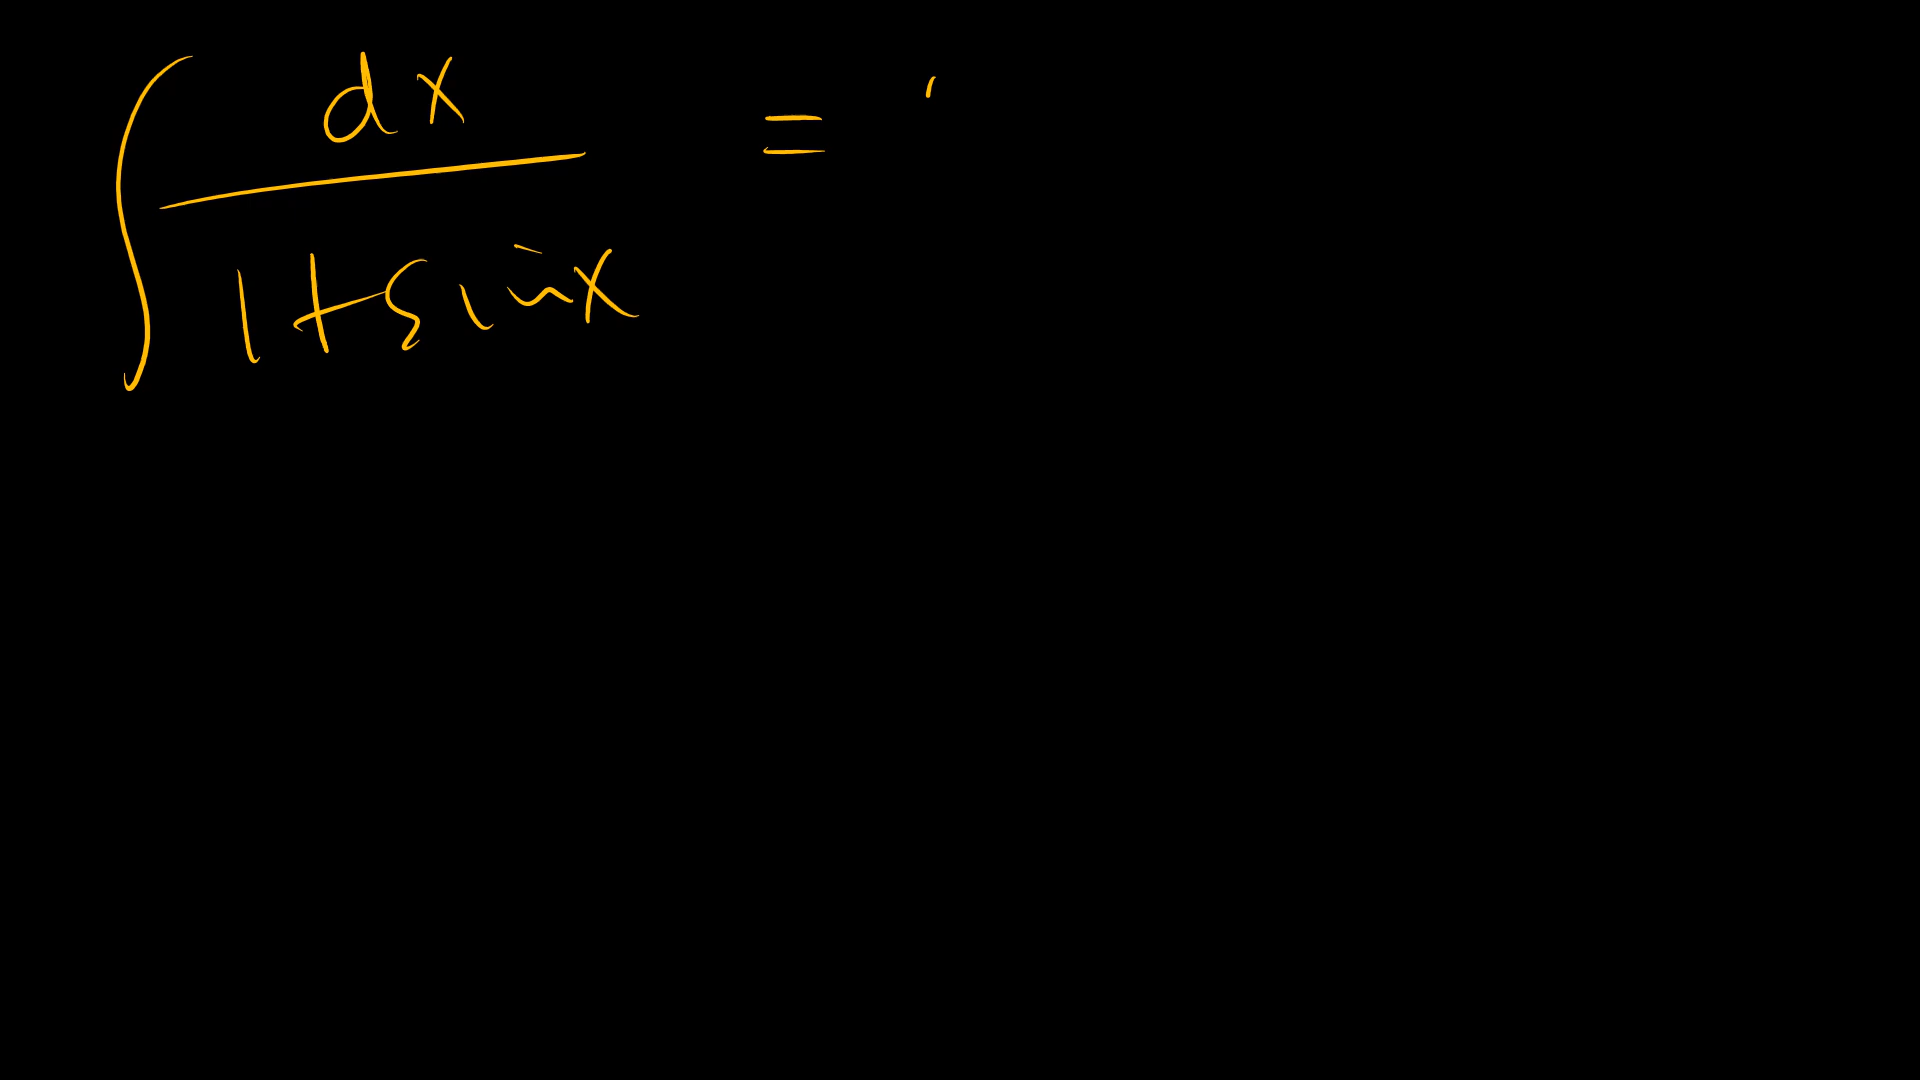 ∫ dx / (1 + sin x) =